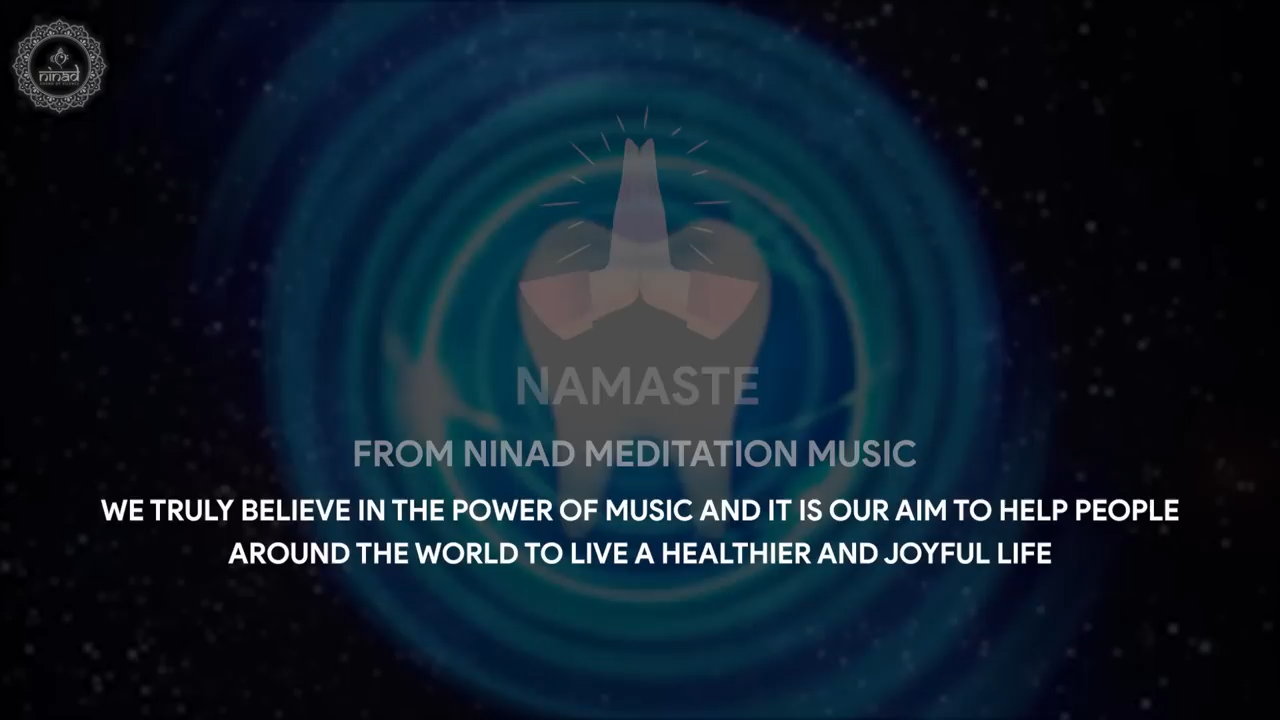 ninad
NAMASTE
FROM NINAD MEDITATION MUSIC
WE TRULY BELIEVE IN THE POWER OF MUSIC AND IT IS OUR AIM TO HELP PEOPLE
AROUND THE WORLD TO LIVE A HEALTHIER AND JOYFUL LIFE